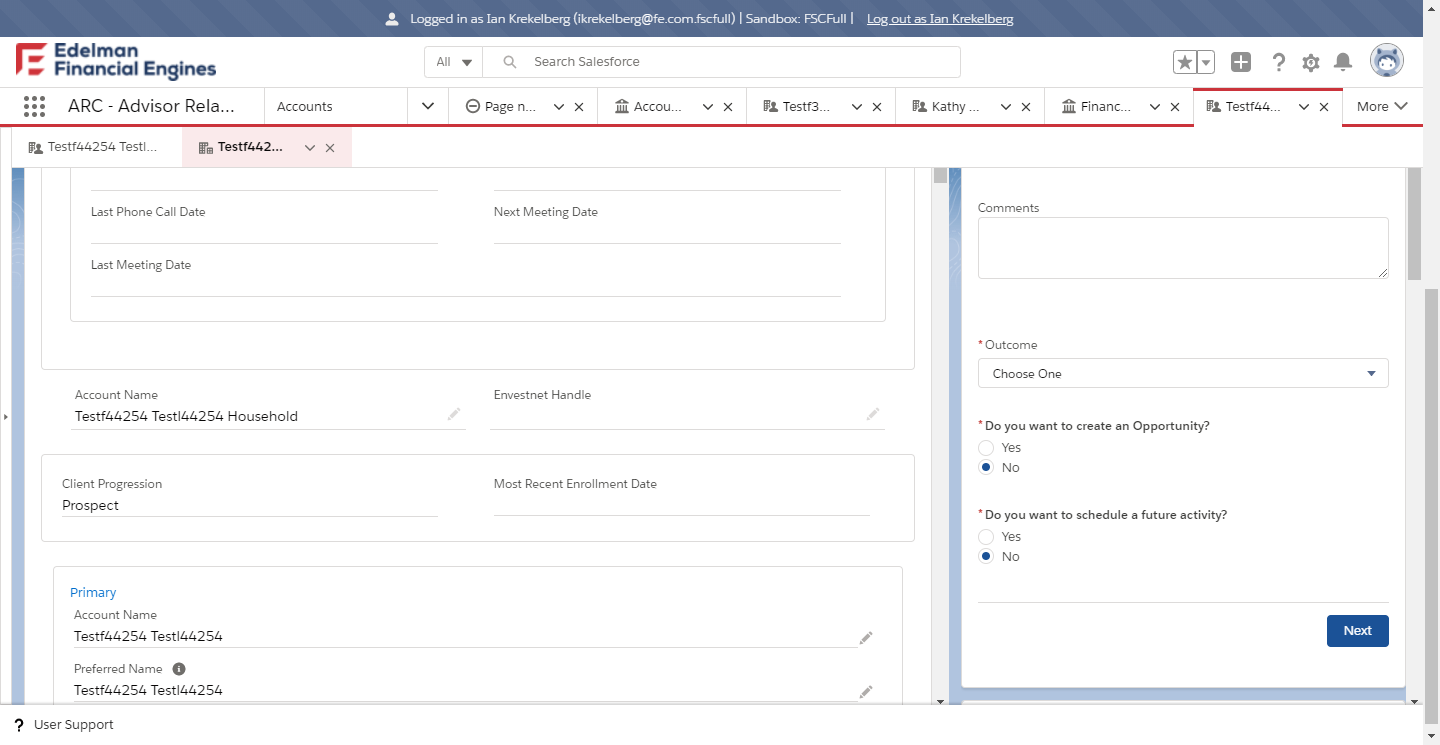 Logged in as Ian Krekelberg (ikrekelberg@fe.com.fscfull) | Sandbox: FSCFull | Log out as Ian Krekelberg
Edelman
Financial Engines
All
Search Salesforce
ARC - Advisor Rela...
Accounts
Page n...
Accou...
Testf3...
Kathy ...
Financ...
Testf44...
More
Testf44254 Testl...
Testf442...
Last Phone Call Date
Next Meeting Date
Last Meeting Date
Account Name
Testf44254 Testl44254 Household
Envestnet Handle
Client Progression
Prospect
Most Recent Enrollment Date
Primary
Account Name
Testf44254 Testl44254
Preferred Name
Testf44254 Testl44254
Comments
*Outcome
Choose One
*Do you want to create an Opportunity?
Yes
No
*Do you want to schedule a future activity?
Yes
No
Next
? User Support